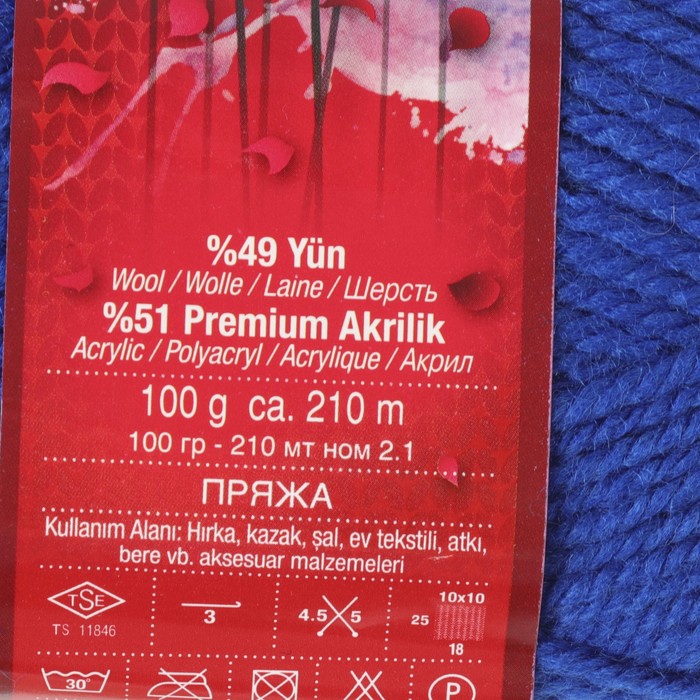 %49 Yün
Wool / Wolle / Laine / Шерсть
%51 Premium Akrilik
Acrylic / Polyacryl / Acrylique / Акрил
100 g ca. 210 m
100 гр - 210 мт ном 2.1
ПРЯЖА
Kullanım Alanı: Hırka, kazak, şal, ev tekstili, atkı,
bere vb. aksesuar malzemeleri
TSE
TS 11846
3
4.5 5
10x10
25
18
30°
P